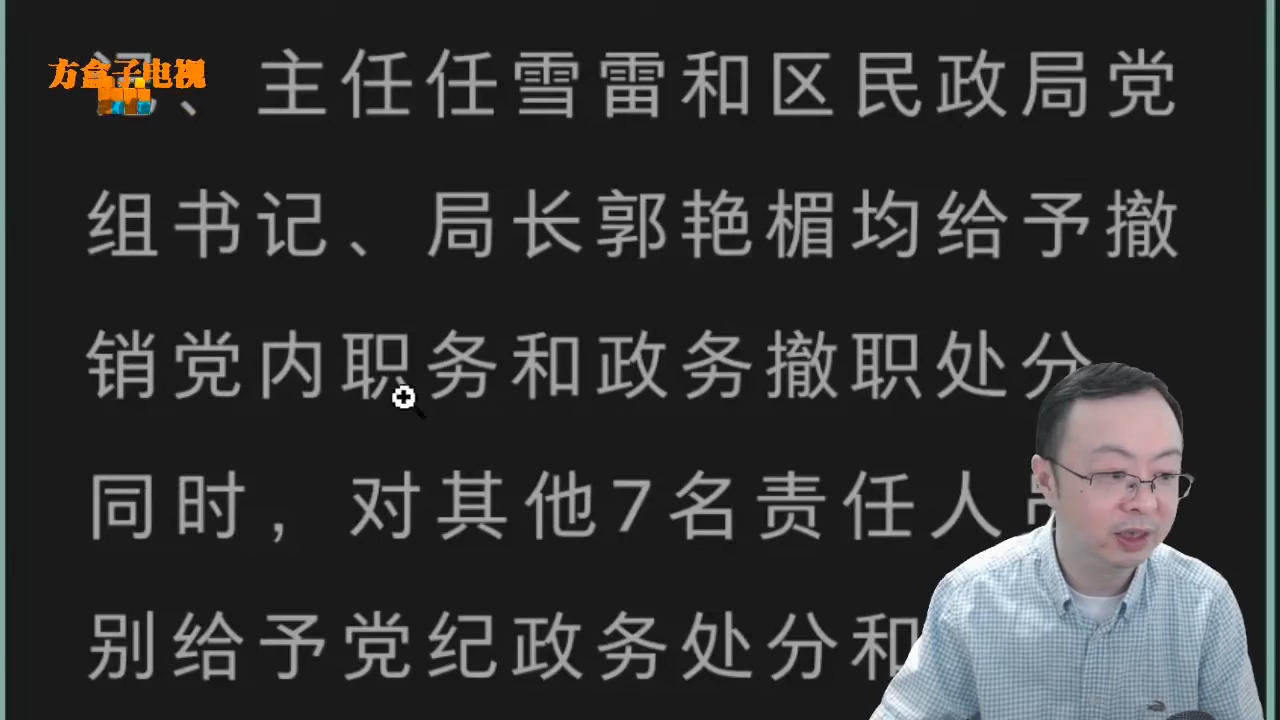 方盒子电视
、主任任雪雷和区民政局党
组书记、局长郭艳楣均给予撤
销党内职务和政务撤职处分
同时，对其他7名责任人
别给予党纪政务处分和